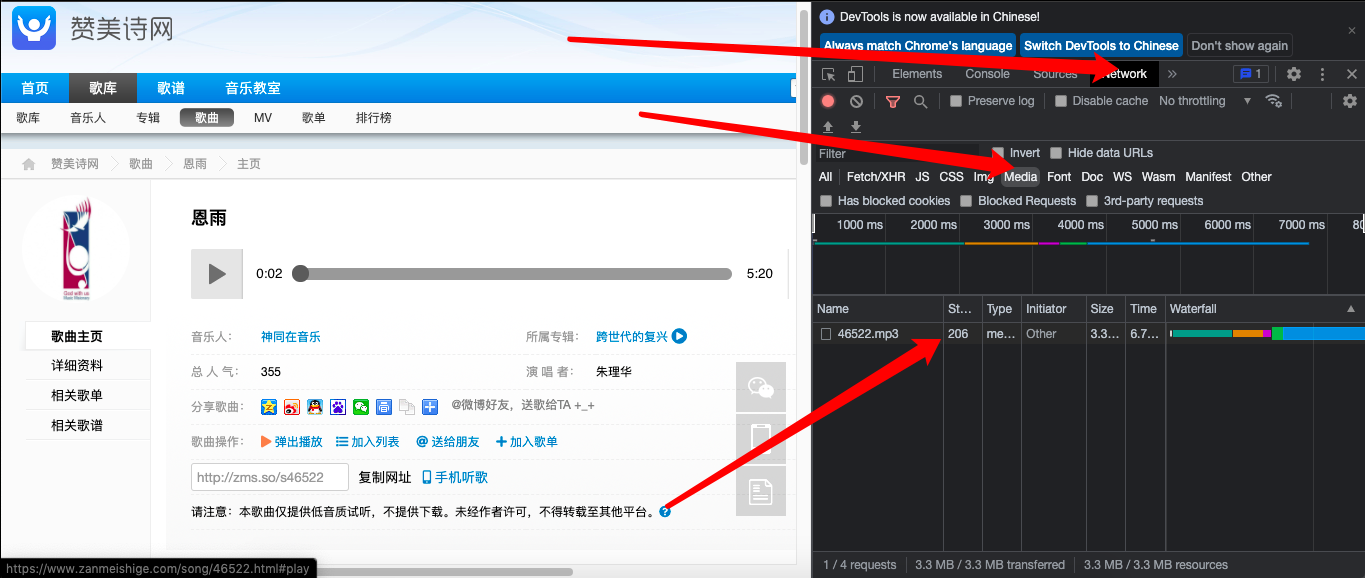 赞美诗网
首页 歌库 歌谱 音乐教室
歌库 音乐人 专辑 歌曲 MV 歌单 排行榜
赞美诗网 歌曲 恩雨 主页
God with us
恩雨
0:02 5:20
歌曲主页
详细资料
相关歌单
相关歌谱
音乐人： 神同在音乐 所属专辑： 跨世代的复兴
总 人 气： 355 演 唱 者： 朱理华
分享歌曲： @微博好友，送歌给TA +_+
歌曲操作： 弹出播放 加入列表 送给朋友 加入歌单
http://zms.so/s46522 复制网址 手机听歌
请注意：本歌曲仅提供低音质试听，不提供下载。未经作者许可，不得转载至其他平台。
https://www.zanmeishige.com/song/46522.html#play
DevTools is now available in Chinese!
Always match Chrome's language Switch DevTools to Chinese Don't show again
Elements Console Sources Network » 1
Preserve log Disable cache No throttling
Filter Invert Hide data URLs
All Fetch/XHR JS CSS Img Media Font Doc WS Wasm Manifest Other
Has blocked cookies Blocked Requests 3rd-party requests
1000 ms 2000 ms 3000 ms 4000 ms 5000 ms 6000 ms 7000 ms
Name St... Type Initiator Size Time Waterfall
46522.mp3 206 me... Other 3.3... 6.7...
1 / 4 requests 3.3 MB / 3.3 MB transferred 3.3 MB / 3.3 MB resources